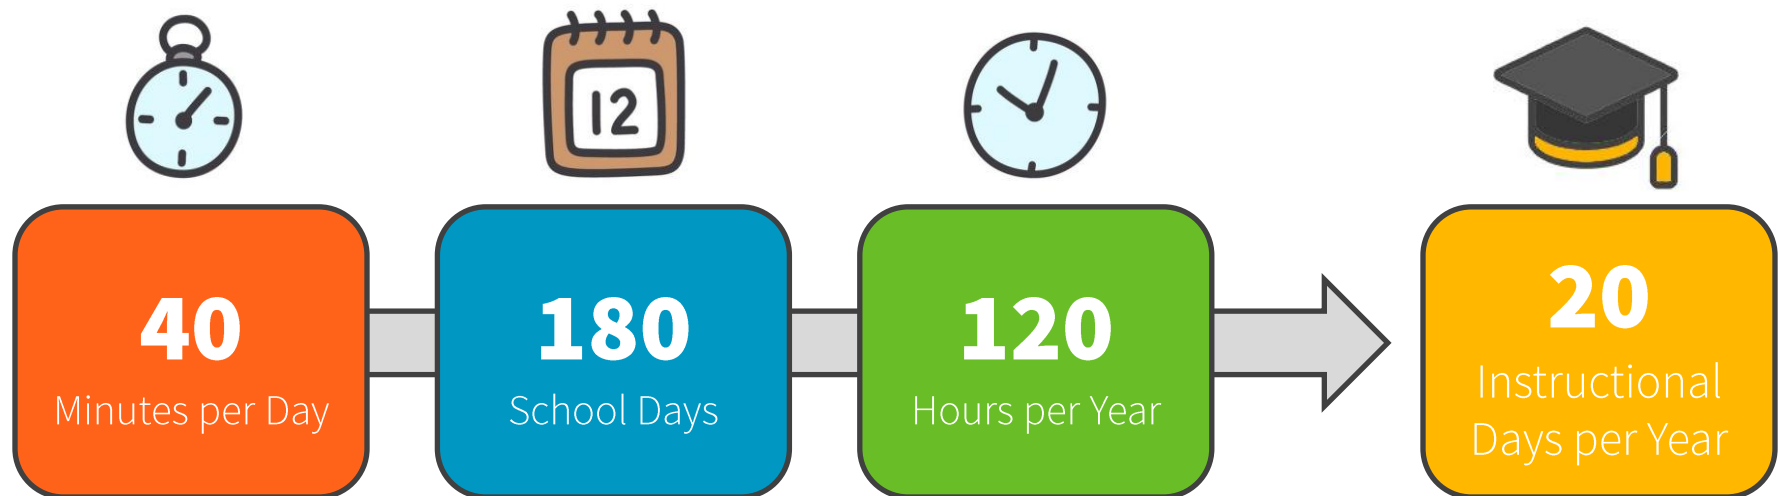 12
40
Minutes per Day
180
School Days
120
Hours per Year
20
Instructional
Days per Year